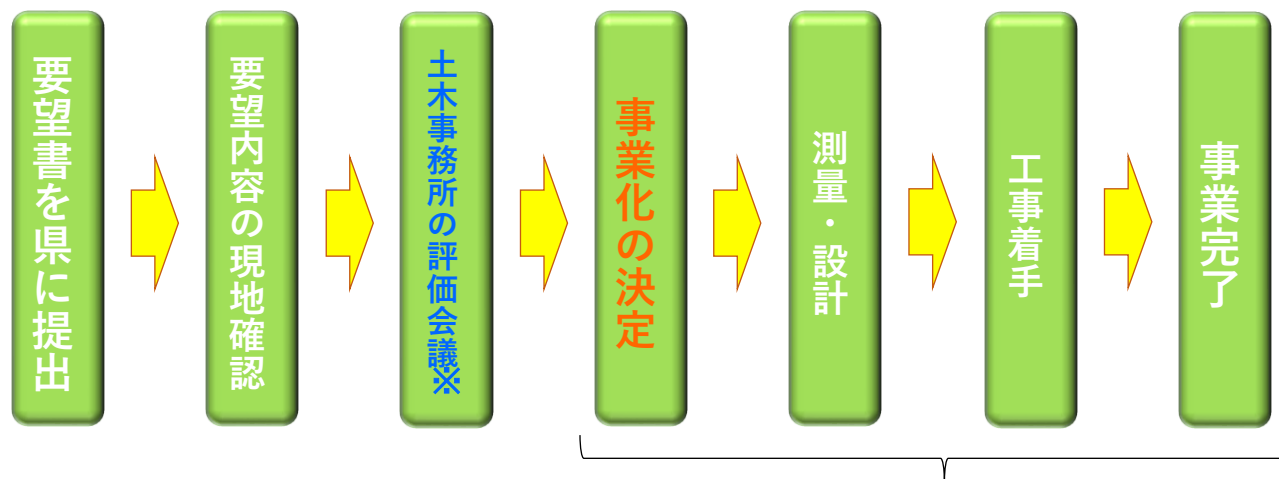 要望書を県に提出
要望内容の現地確認
土木事務所の評価会議※
事業化の決定
測量・設計
工事着手
事業完了